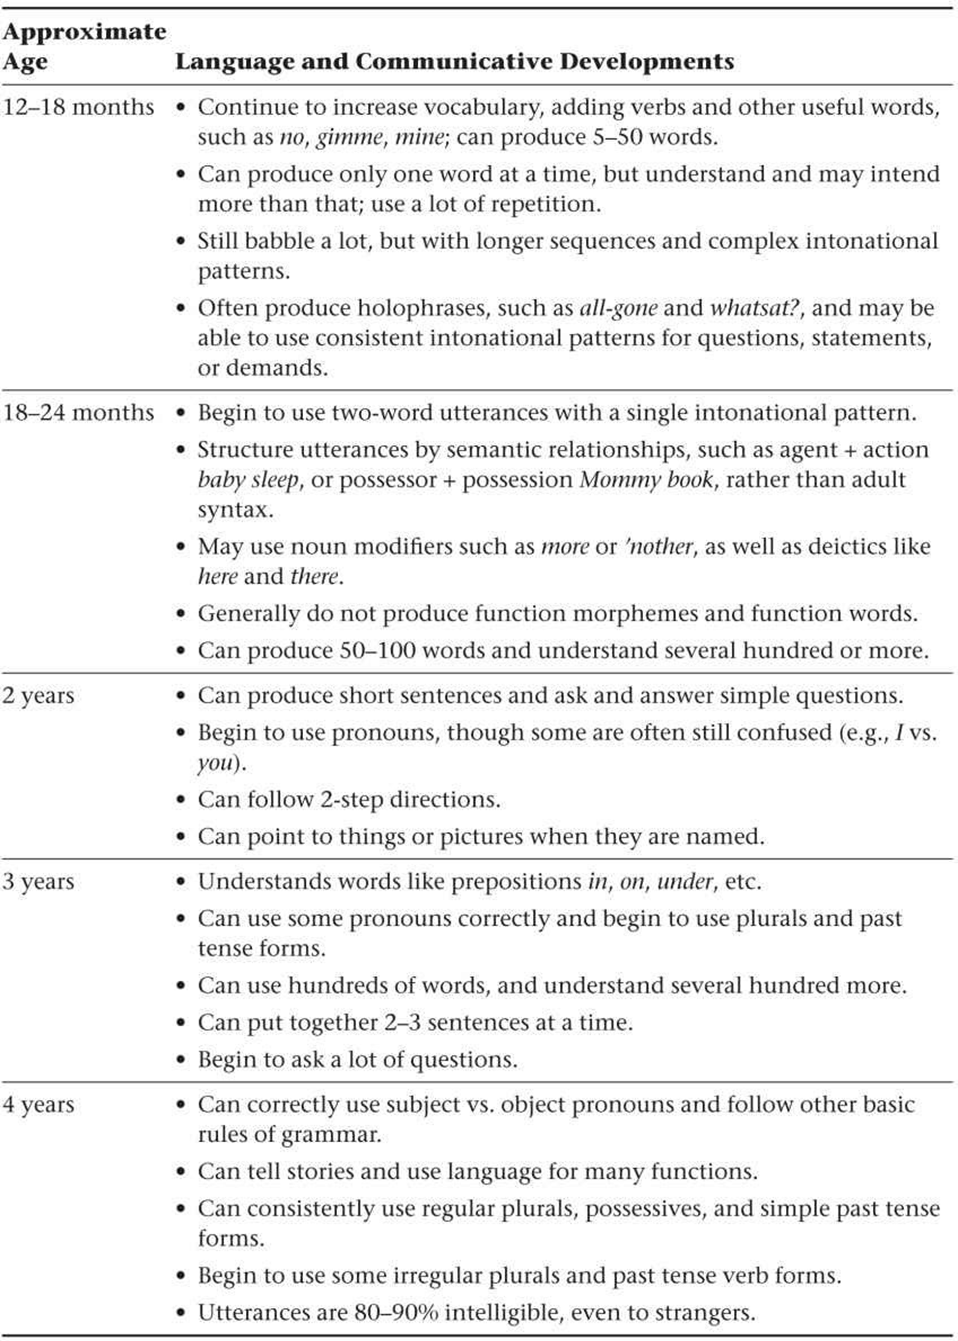 Approximate
Age Language and Communicative Developments
12–18 months • Continue to increase vocabulary, adding verbs and other useful words,
such as no, gimme, mine; can produce 5–50 words.
• Can produce only one word at a time, but understand and may intend
more than that; use a lot of repetition.
• Still babble a lot, but with longer sequences and complex intonational
patterns.
• Often produce holophrases, such as all-gone and whatsat?, and may be
able to use consistent intonational patterns for questions, statements,
or demands.
18–24 months • Begin to use two-word utterances with a single intonational pattern.
• Structure utterances by semantic relationships, such as agent + action
baby sleep, or possessor + possession Mommy book, rather than adult
syntax.
• May use noun modifiers such as more or ’nother, as well as deictics like
here and there.
• Generally do not produce function morphemes and function words.
• Can produce 50–100 words and understand several hundred or more.
2 years • Can produce short sentences and ask and answer simple questions.
• Begin to use pronouns, though some are often still confused (e.g., I vs.
you).
• Can follow 2-step directions.
• Can point to things or pictures when they are named.
3 years • Understands words like prepositions in, on, under, etc.
• Can use some pronouns correctly and begin to use plurals and past
tense forms.
• Can use hundreds of words, and understand several hundred more.
• Can put together 2–3 sentences at a time.
• Begin to ask a lot of questions.
4 years • Can correctly use subject vs. object pronouns and follow other basic
rules of grammar.
• Can tell stories and use language for many functions.
• Can consistently use regular plurals, possessives, and simple past tense
forms.
• Begin to use some irregular plurals and past tense verb forms.
• Utterances are 80–90% intelligible, even to strangers.